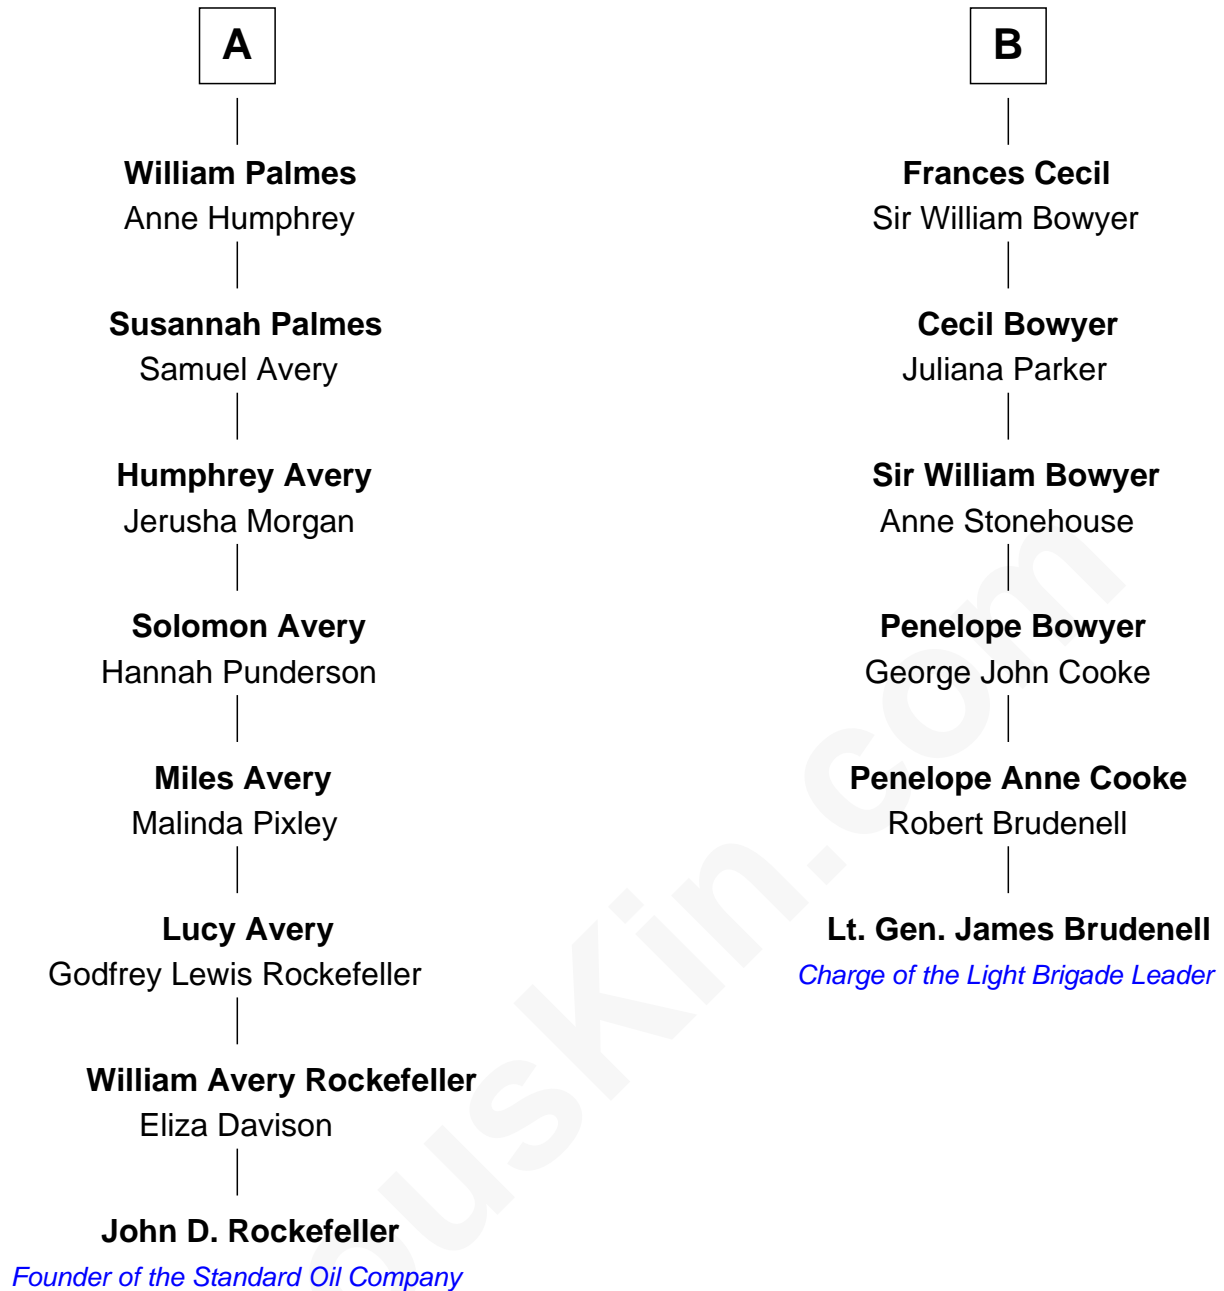 A
William Palmes
Anne Humphrey
Susannah Palmes
Samuel Avery
Humphrey Avery
Jerusha Morgan
Solomon Avery
Hannah Punderson
Miles Avery
Malinda Pixley
Lucy Avery
Godfrey Lewis Rockefeller
William Avery Rockefeller
Eliza Davison
John D. Rockefeller
Founder of the Standard Oil Company
B
Frances Cecil
Sir William Bowyer
Cecil Bowyer
Juliana Parker
Sir William Bowyer
Anne Stonehouse
Penelope Bowyer
George John Cooke
Penelope Anne Cooke
Robert Brudenell
Lt. Gen. James Brudenell
Charge of the Light Brigade Leader
ousKin.com